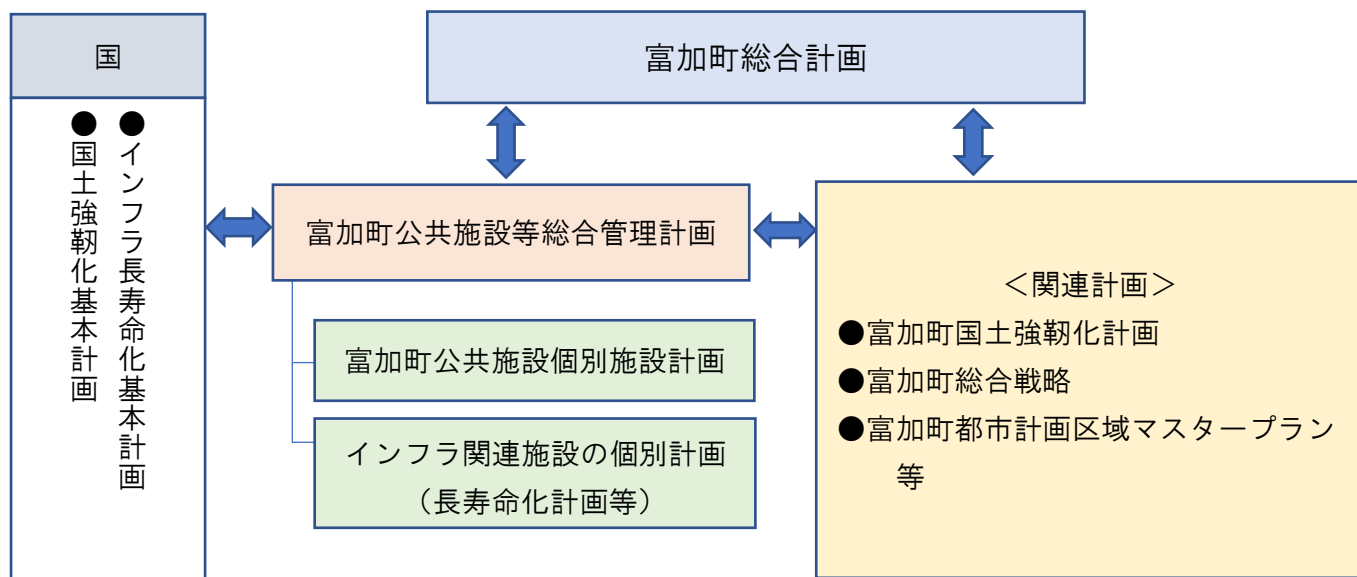 国
●インフラ長寿命化基本計画
●国土強靭化基本計画
富加町総合計画
富加町公共施設等総合管理計画
富加町公共施設個別施設計画
インフラ関連施設の個別計画
（長寿命化計画等）
＜関連計画＞
●富加町国土強靭化計画
●富加町総合戦略
●富加町都市計画区域マスタープラン
等